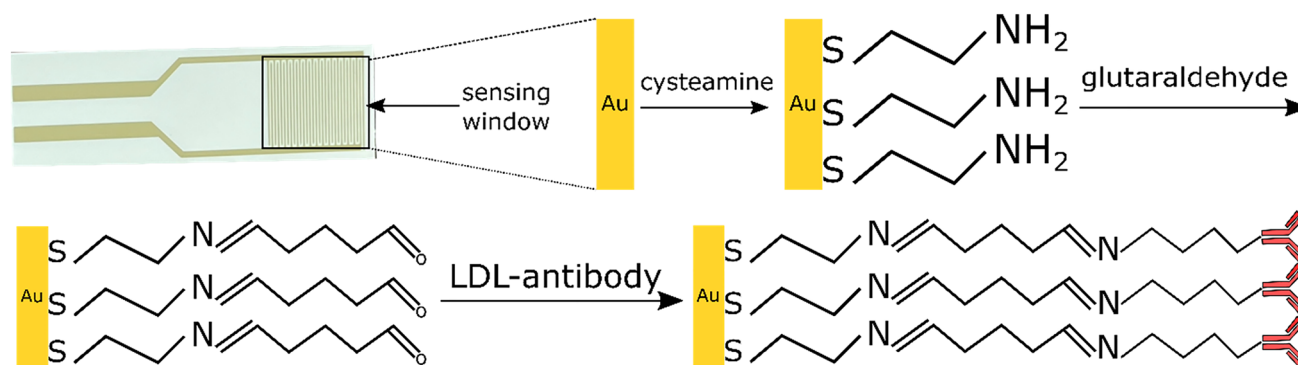 sensing
window
Au
cysteamine
Au
S
NH2
S
NH2
S
NH2
glutaraldehyde
Au
S
N
O
S
N
O
S
N
O
LDL-antibody
Au
S
N
N
S
N
N
S
N
N